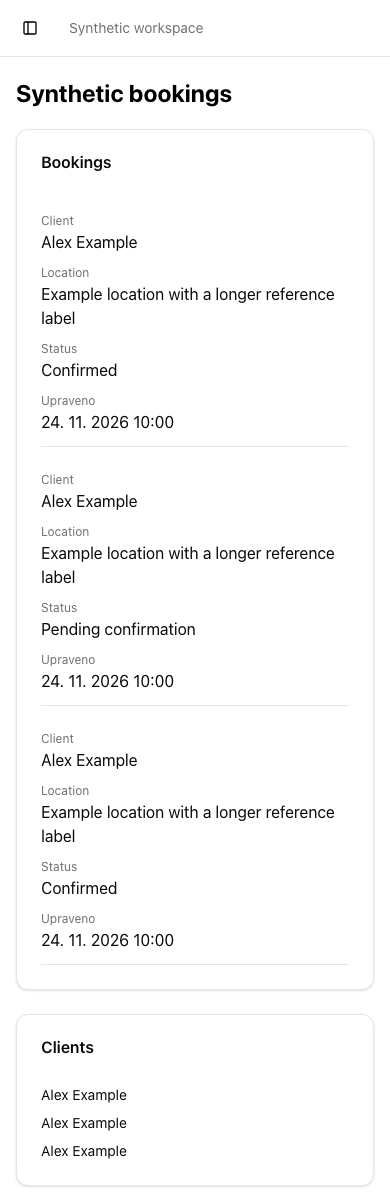 Synthetic workspace
Synthetic bookings
Bookings
Client
Alex Example
Location
Example location with a longer reference
label
Status
Confirmed
Upraveno
24. 11. 2026 10:00
Client
Alex Example
Location
Example location with a longer reference
label
Status
Pending confirmation
Upraveno
24. 11. 2026 10:00
Client
Alex Example
Location
Example location with a longer reference
label
Status
Confirmed
Upraveno
24. 11. 2026 10:00
Clients
Alex Example
Alex Example
Alex Example